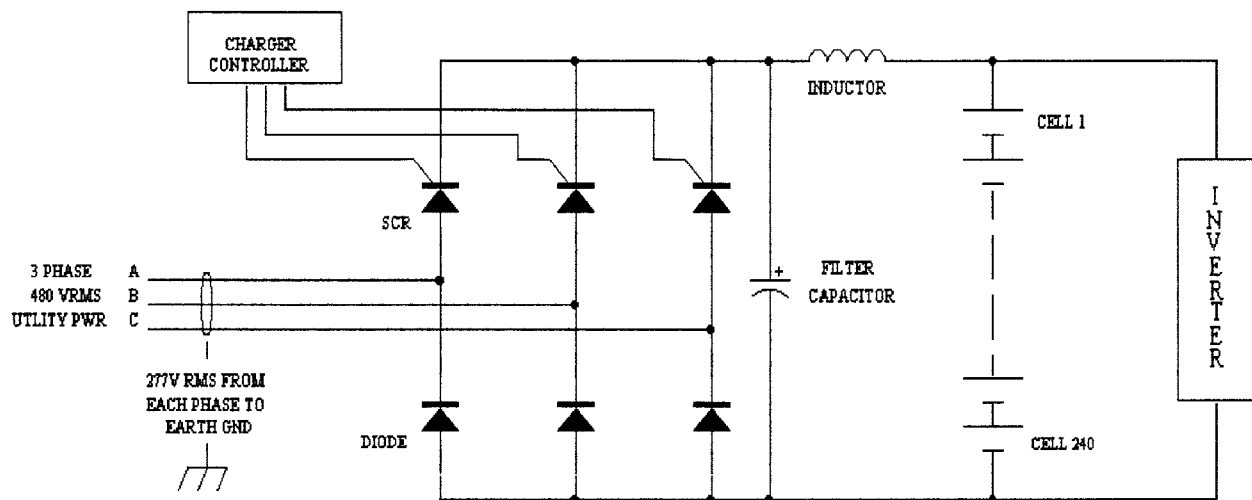 CHARGER
CONTROLLER
INDUCTOR
CELL 1
SCR
3 PHASE A
480 VRMS B
UTLITY PWR C
+
FILTER
CAPACITOR
INVERTER
277V RMS FROM
EACH PHASE TO
EARTH GND
DIODE
CELL 240